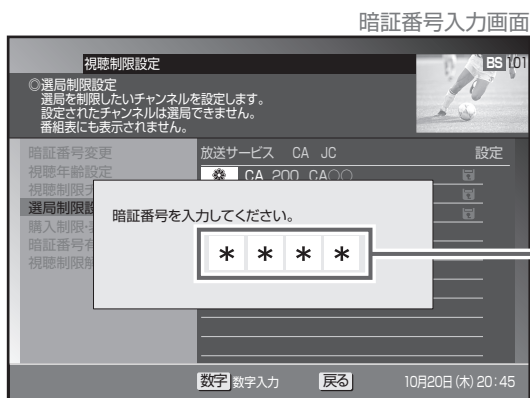 暗証番号入力画面
視聴制限設定
BS 101
◎選局制限設定
選局を制限したいチャンネルを設定します。
設定されたチャンネルは選局できません。
番組表にも表示されません。
暗証番号変更
放送サービス CA JC 設定
視聴年齢設定
CA 200 CA○○
視聴制限
選局制限設
購入制限
暗証番号
視聴制限解
暗証番号を入力してください。
* * * *
数字 数字入力 戻る 10月20日(木)20:45